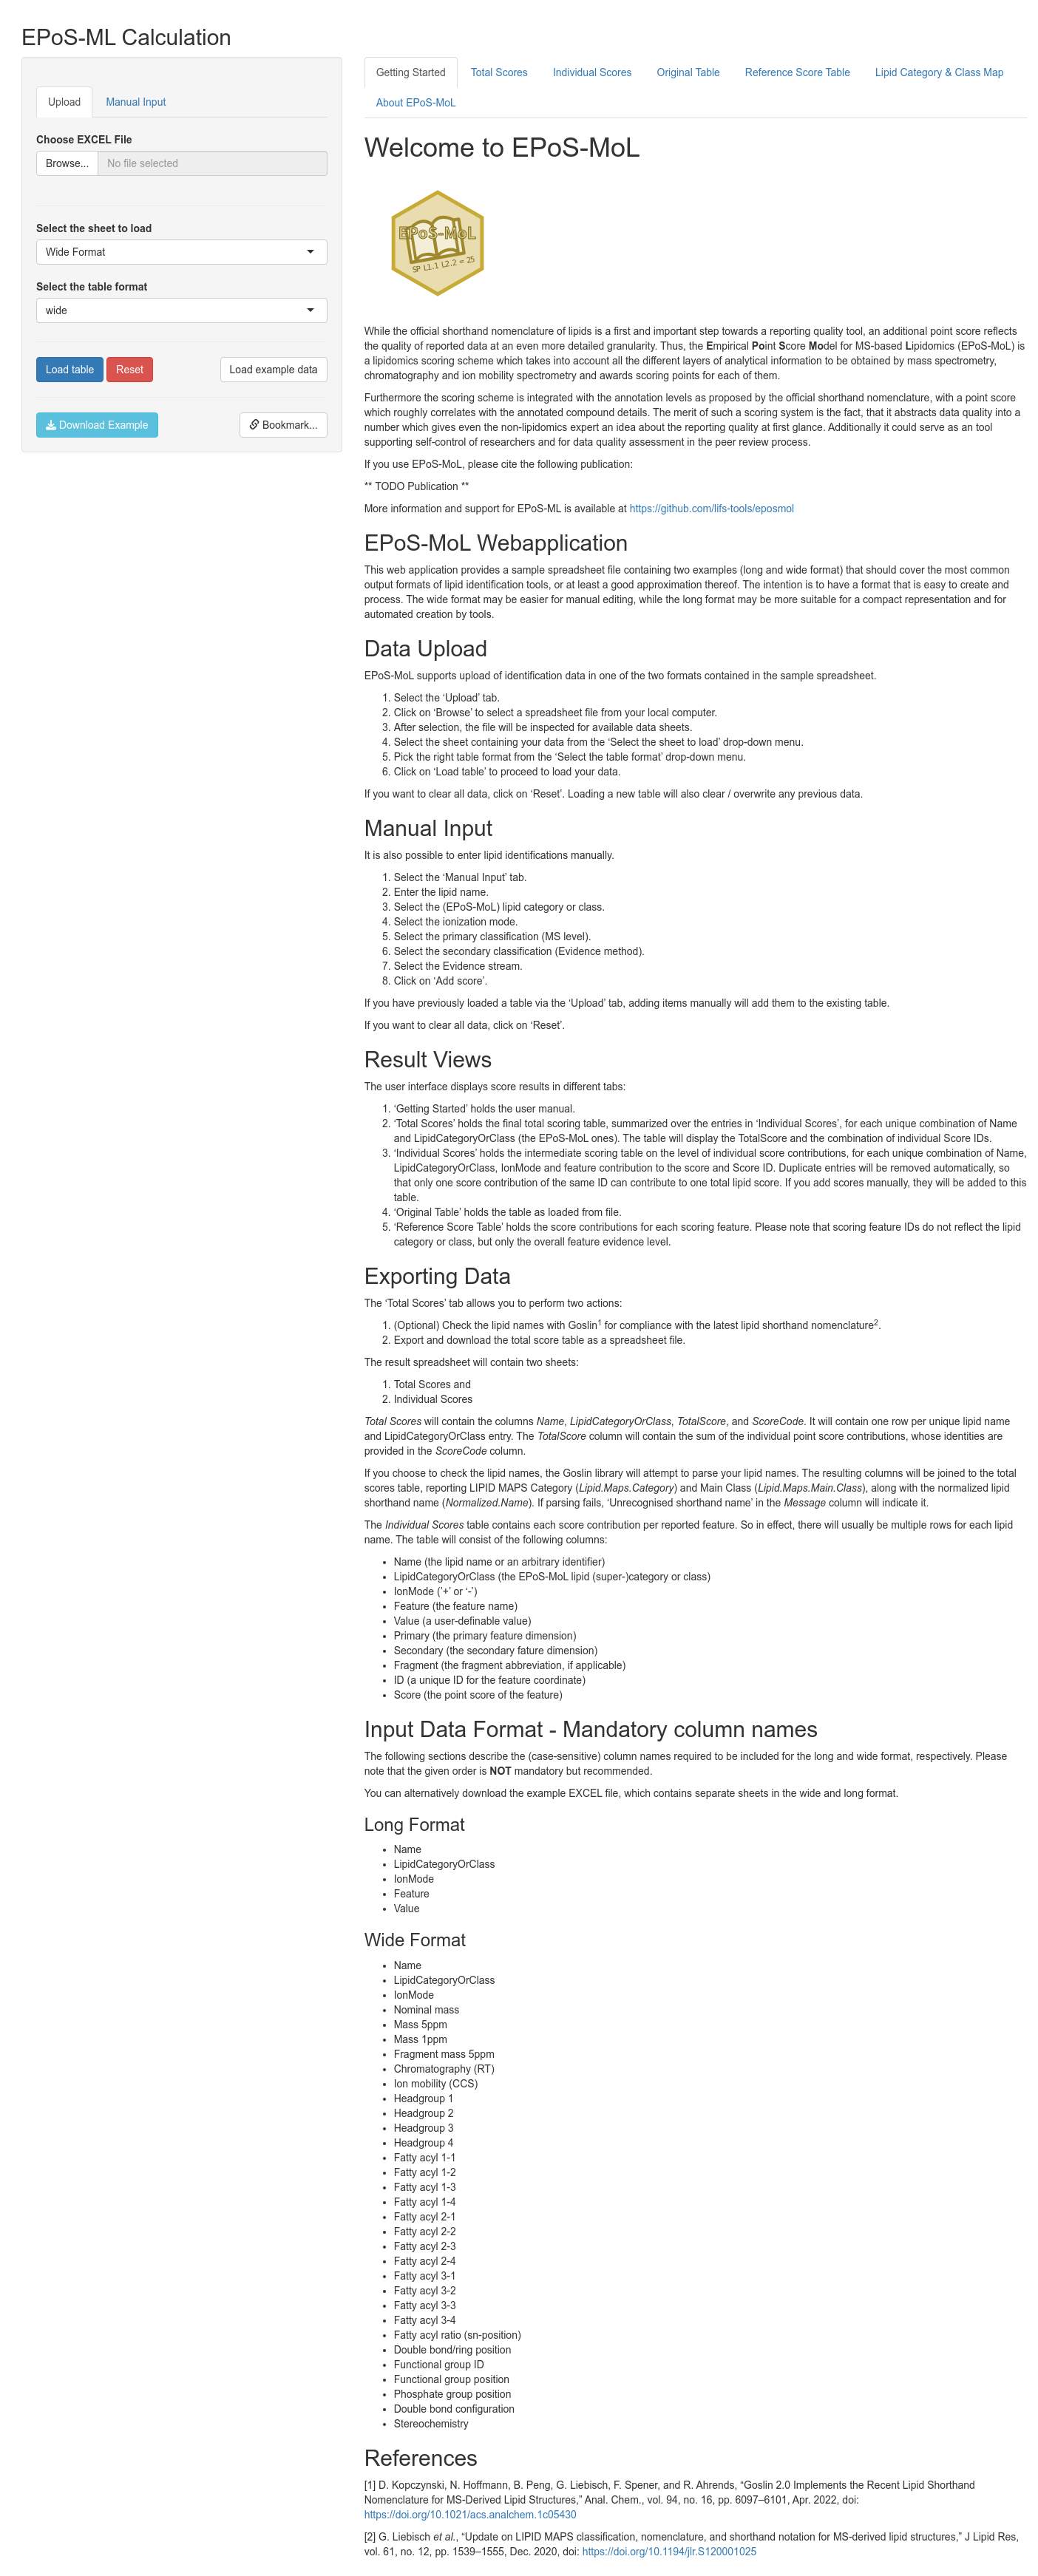 EPoS-ML Calculation
Upload
Manual Input
Choose EXCEL File
Browse...
No file selected
Select the sheet to load
Wide Format
Select the table format
wide
Load table
Reset
Load example data
Download Example
Bookmark...
Getting Started
Total Scores
Individual Scores
Original Table
Reference Score Table
Lipid Category & Class Map
About EPoS-MoL
Welcome to EPoS-MoL
EPoS-MoL
SP L1.1 L2.2 = 25
While the official shorthand nomenclature of lipids is a first and important step towards a reporting quality tool, an additional point score reflects
the quality of reported data at an even more detailed granularity. Thus, the Empirical Point Score Model for MS-based Lipidomics (EPoS-MoL) is
a lipidomics scoring scheme which takes into account all the different layers of analytical information to be obtained by mass spectrometry,
chromatography and ion mobility spectrometry and awards scoring points for each of them.
Furthermore the scoring scheme is integrated with the annotation levels as proposed by the official shorthand nomenclature, with a point score
which roughly correlates with the annotated compound details. The merit of such a scoring system is the fact, that it abstracts data quality into a
number which gives even the non-lipidomics expert an idea about the reporting quality at first glance. Additionally it could serve as an tool
supporting self-control of researchers and for data quality assessment in the peer review process.
If you use EPoS-MoL, please cite the following publication:
** TODO Publication **
More information and support for EPoS-ML is available at https://github.com/lifs-tools/eposmol
EPoS-MoL Webapplication
This web application provides a sample spreadsheet file containing two examples (long and wide format) that should cover the most common
output formats of lipid identification tools, or at least a good approximation thereof. The intention is to have a format that is easy to create and
process. The wide format may be easier for manual editing, while the long format may be more suitable for a compact representation and for
automated creation by tools.
Data Upload
EPoS-MoL supports upload of identification data in one of the two formats contained in the sample spreadsheet.
1. Select the ‘Upload’ tab.
2. Click on ‘Browse’ to select a spreadsheet file from your local computer.
3. After selection, the file will be inspected for available data sheets.
4. Select the sheet containing your data from the ‘Select the sheet to load’ drop-down menu.
5. Pick the right table format from the ‘Select the table format’ drop-down menu.
6. Click on ‘Load table’ to proceed to load your data.
If you want to clear all data, click on ‘Reset’. Loading a new table will also clear / overwrite any previous data.
Manual Input
It is also possible to enter lipid identifications manually.
1. Select the ‘Manual Input’ tab.
2. Enter the lipid name.
3. Select the (EPoS-MoL) lipid category or class.
4. Select the ionization mode.
5. Select the primary classification (MS level).
6. Select the secondary classification (Evidence method).
7. Select the Evidence stream.
8. Click on ‘Add score’.
If you have previously loaded a table via the ‘Upload’ tab, adding items manually will add them to the existing table.
If you want to clear all data, click on ‘Reset’.
Result Views
The user interface displays score results in different tabs:
1. ‘Getting Started’ holds the user manual.
2. ‘Total Scores’ holds the final total scoring table, summarized over the entries in ‘Individual Scores’, for each unique combination of Name
and LipidCategoryOrClass (the EPoS-MoL ones). The table will display the TotalScore and the combination of individual Score IDs.
3. ‘Individual Scores’ holds the intermediate scoring table on the level of individual score contributions, for each unique combination of Name,
LipidCategoryOrClass, IonMode and feature contribution to the score and Score ID. Duplicate entries will be removed automatically, so
that only one score contribution of the same ID can contribute to one total lipid score. If you add scores manually, they will be added to this
table.
4. ‘Original Table’ holds the table as loaded from file.
5. ‘Reference Score Table’ holds the score contributions for each scoring feature. Please note that scoring feature IDs do not reflect the lipid
category or class, but only the overall feature evidence level.
Exporting Data
The ‘Total Scores’ tab allows you to perform two actions:
1. (Optional) Check the lipid names with Goslin1 for compliance with the latest lipid shorthand nomenclature2.
2. Export and download the total score table as a spreadsheet file.
The result spreadsheet will contain two sheets:
1. Total Scores and
2. Individual Scores
Total Scores will contain the columns Name, LipidCategoryOrClass, TotalScore, and ScoreCode. It will contain one row per unique lipid name
and LipidCategoryOrClass entry. The TotalScore column will contain the sum of the individual point score contributions, whose identities are
provided in the ScoreCode column.
If you choose to check the lipid names, the Goslin library will attempt to parse your lipid names. The resulting columns will be joined to the total
scores table, reporting LIPID MAPS Category (Lipid.Maps.Category) and Main Class (Lipid.Maps.Main.Class), along with the normalized lipid
shorthand name (Normalized.Name). If parsing fails, ‘Unrecognised shorthand name’ in the Message column will indicate it.
The Individual Scores table contains each score contribution per reported feature. So in effect, there will usually be multiple rows for each lipid
name. The table will consist of the following columns:
• Name (the lipid name or an arbitrary identifier)
• LipidCategoryOrClass (the EPoS-MoL lipid (super-)category or class)
• IonMode (’+’ or ‘-’)
• Feature (the feature name)
• Value (a user-definable value)
• Primary (the primary feature dimension)
• Secondary (the secondary fature dimension)
• Fragment (the fragment abbreviation, if applicable)
• ID (a unique ID for the feature coordinate)
• Score (the point score of the feature)
Input Data Format - Mandatory column names
The following sections describe the (case-sensitive) column names required to be included for the long and wide format, respectively. Please
note that the given order is NOT mandatory but recommended.
You can alternatively download the example EXCEL file, which contains separate sheets in the wide and long format.
Long Format
• Name
• LipidCategoryOrClass
• IonMode
• Feature
• Value
Wide Format
• Name
• LipidCategoryOrClass
• IonMode
• Nominal mass
• Mass 5ppm
• Mass 1ppm
• Fragment mass 5ppm
• Chromatography (RT)
• Ion mobility (CCS)
• Headgroup 1
• Headgroup 2
• Headgroup 3
• Headgroup 4
• Fatty acyl 1-1
• Fatty acyl 1-2
• Fatty acyl 1-3
• Fatty acyl 1-4
• Fatty acyl 2-1
• Fatty acyl 2-2
• Fatty acyl 2-3
• Fatty acyl 2-4
• Fatty acyl 3-1
• Fatty acyl 3-2
• Fatty acyl 3-3
• Fatty acyl 3-4
• Fatty acyl ratio (sn-position)
• Double bond/ring position
• Functional group ID
• Functional group position
• Phosphate group position
• Double bond configuration
• Stereochemistry
References
[1] D. Kopczynski, N. Hoffmann, B. Peng, G. Liebisch, F. Spener, and R. Ahrends, “Goslin 2.0 Implements the Recent Lipid Shorthand
Nomenclature for MS-Derived Lipid Structures,” Anal. Chem., vol. 94, no. 16, pp. 6097–6101, Apr. 2022, doi:
https://doi.org/10.1021/acs.analchem.1c05430
[2] G. Liebisch et al., “Update on LIPID MAPS classification, nomenclature, and shorthand notation for MS-derived lipid structures,” J Lipid Res,
vol. 61, no. 12, pp. 1539–1555, Dec. 2020, doi: https://doi.org/10.1194/jlr.S120001025